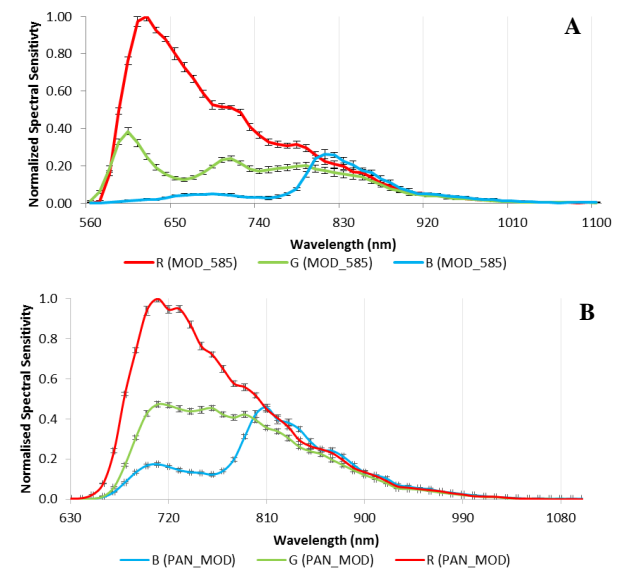 A
Normalized Spectral Sensitivity
1.00
0.80
0.60
0.40
0.20
0.00
560 650 740 830 920 1010 1100
Wavelength (nm)
R (MOD_585) G (MOD_585) B (MOD_585)
B
Normalised Spectral Sensitivity
1.0
0.8
0.6
0.4
0.2
0.0
630 720 810 900 990 1080
Wavelength (nm)
B (PAN_MOD) G (PAN_MOD) R (PAN_MOD)